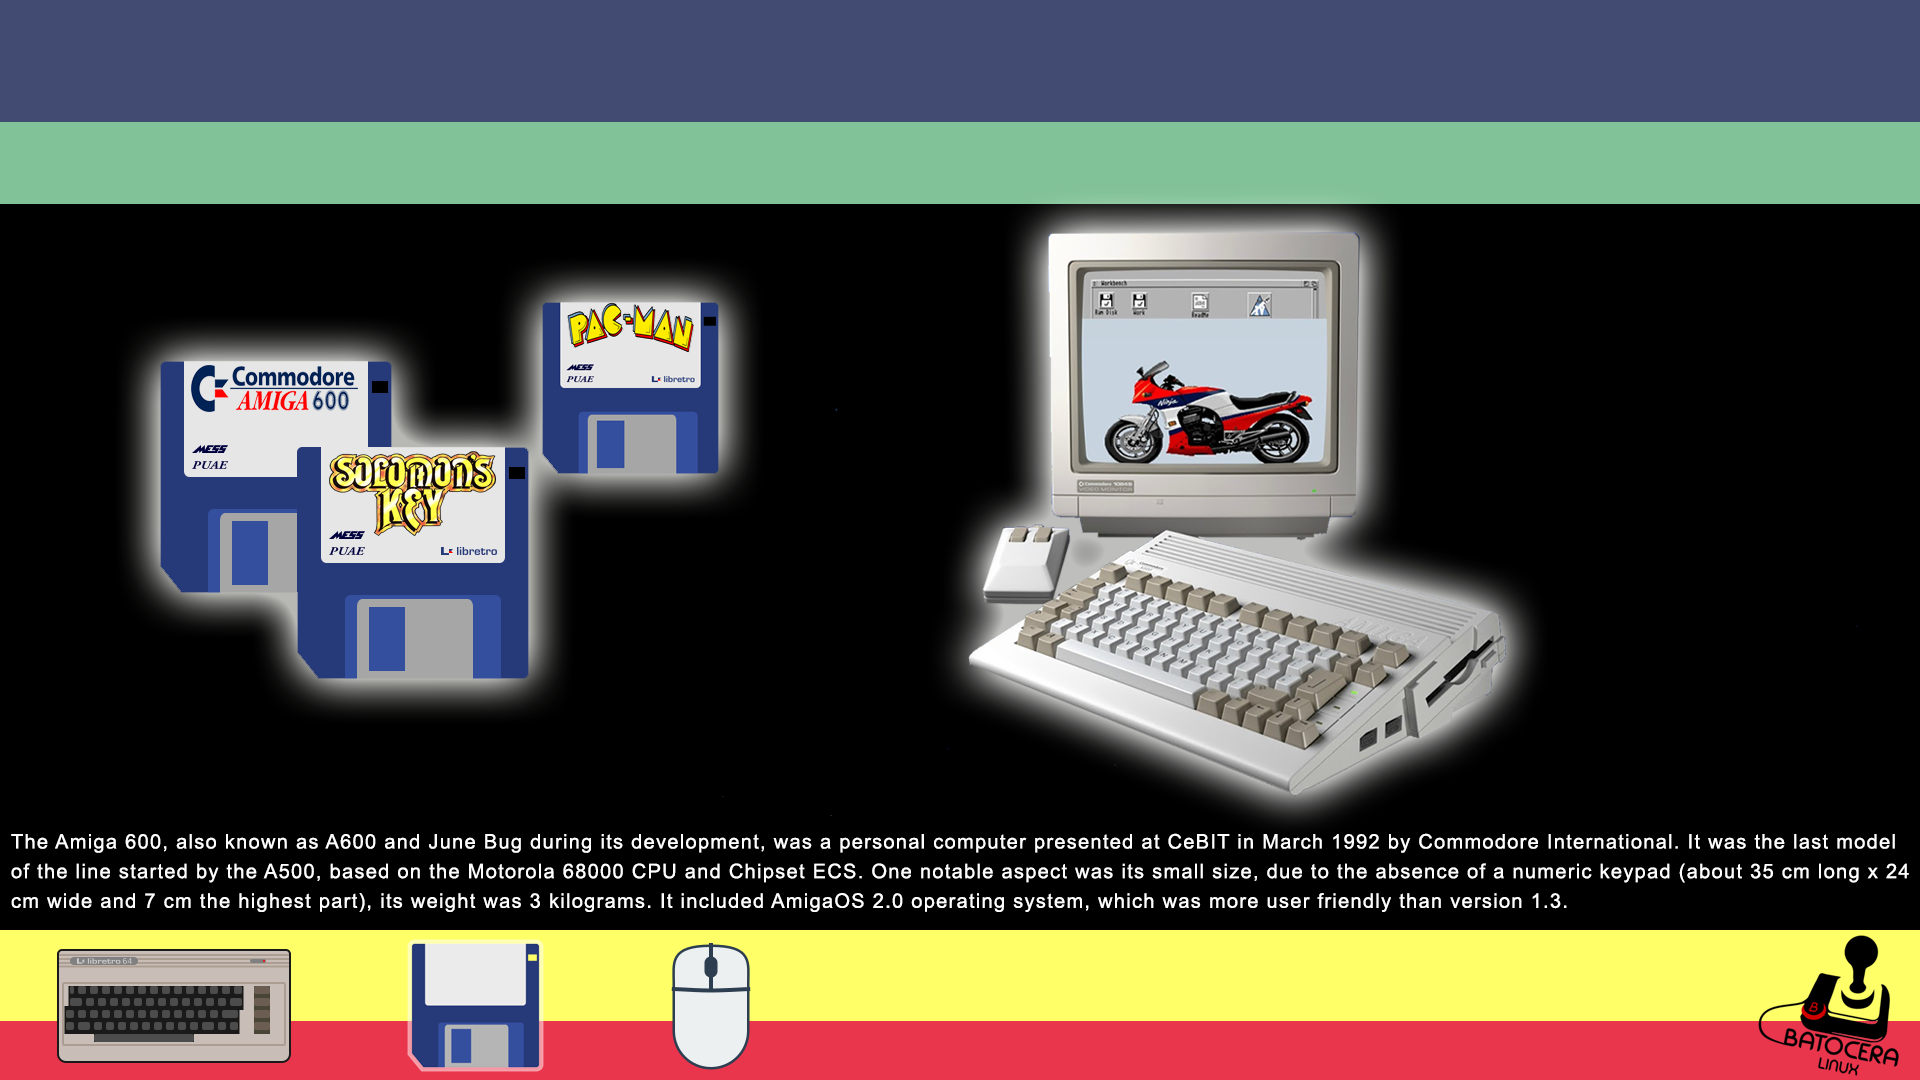 PAC-MAN
MESS
PUAE
libretro
Commodore
AMIGA 600
MESS
PUAE
SOLOMON'S
KEY
MESS
PUAE
libretro
Workbench
Ram Disk Work ReadMe
Ninja
Commodore 1084S
VIDEO MONITOR
The Amiga 600, also known as A600 and June Bug during its development, was a personal computer presented at CeBIT in March 1992 by Commodore International. It was the last model
of the line started by the A500, based on the Motorola 68000 CPU and Chipset ECS. One notable aspect was its small size, due to the absence of a numeric keypad (about 35 cm long x 24
cm wide and 7 cm the highest part), its weight was 3 kilograms. It included AmigaOS 2.0 operating system, which was more user friendly than version 1.3.
libretro 64
B
BATOCERA
LINUX